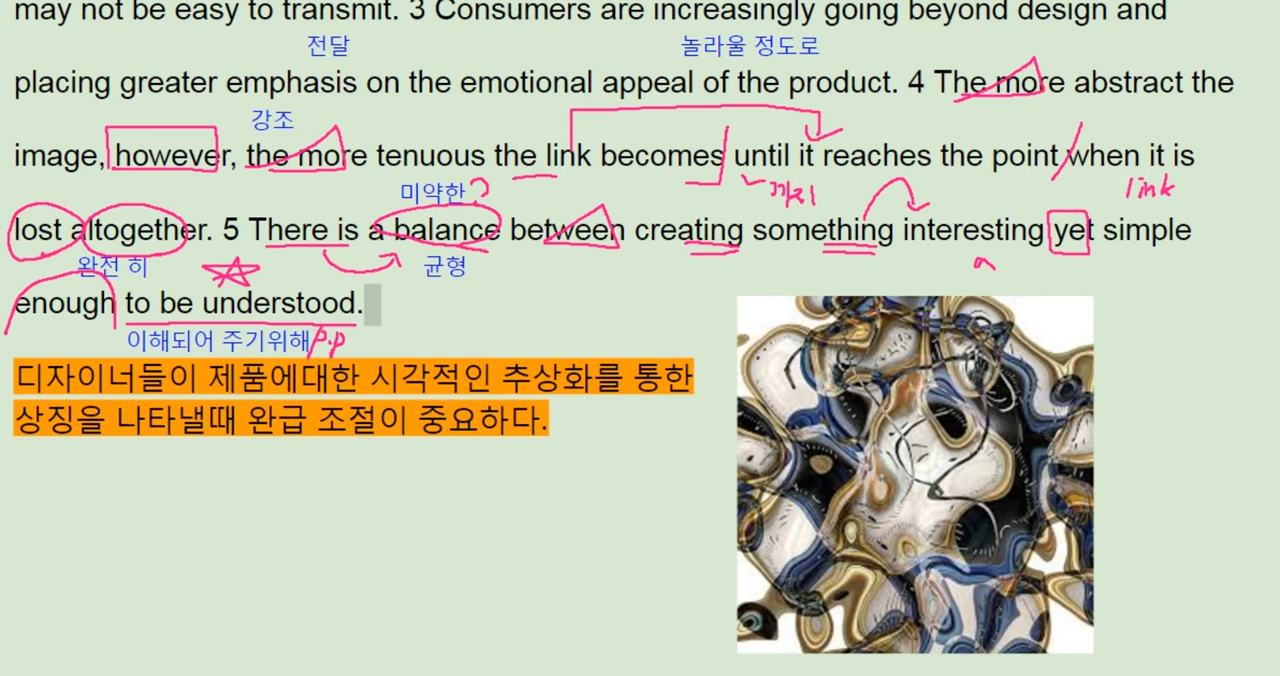 may not be easy to transmit. 3 Consumers are increasingly going beyond design and
전달 놀라울 정도로
placing greater emphasis on the emotional appeal of the product. 4 The more abstract the
강조
image, however, the more tenuous the link becomes until it reaches the point when it is
미약한? 까지 link
lost altogether. 5 There is a balance between creating something interesting yet simple
완전 히 균형
enough to be understood.
이해되어 주기위해 p.p
디자이너들이 제품에대한 시각적인 추상화를 통한
상징을 나타낼때 완급 조절이 중요하다.